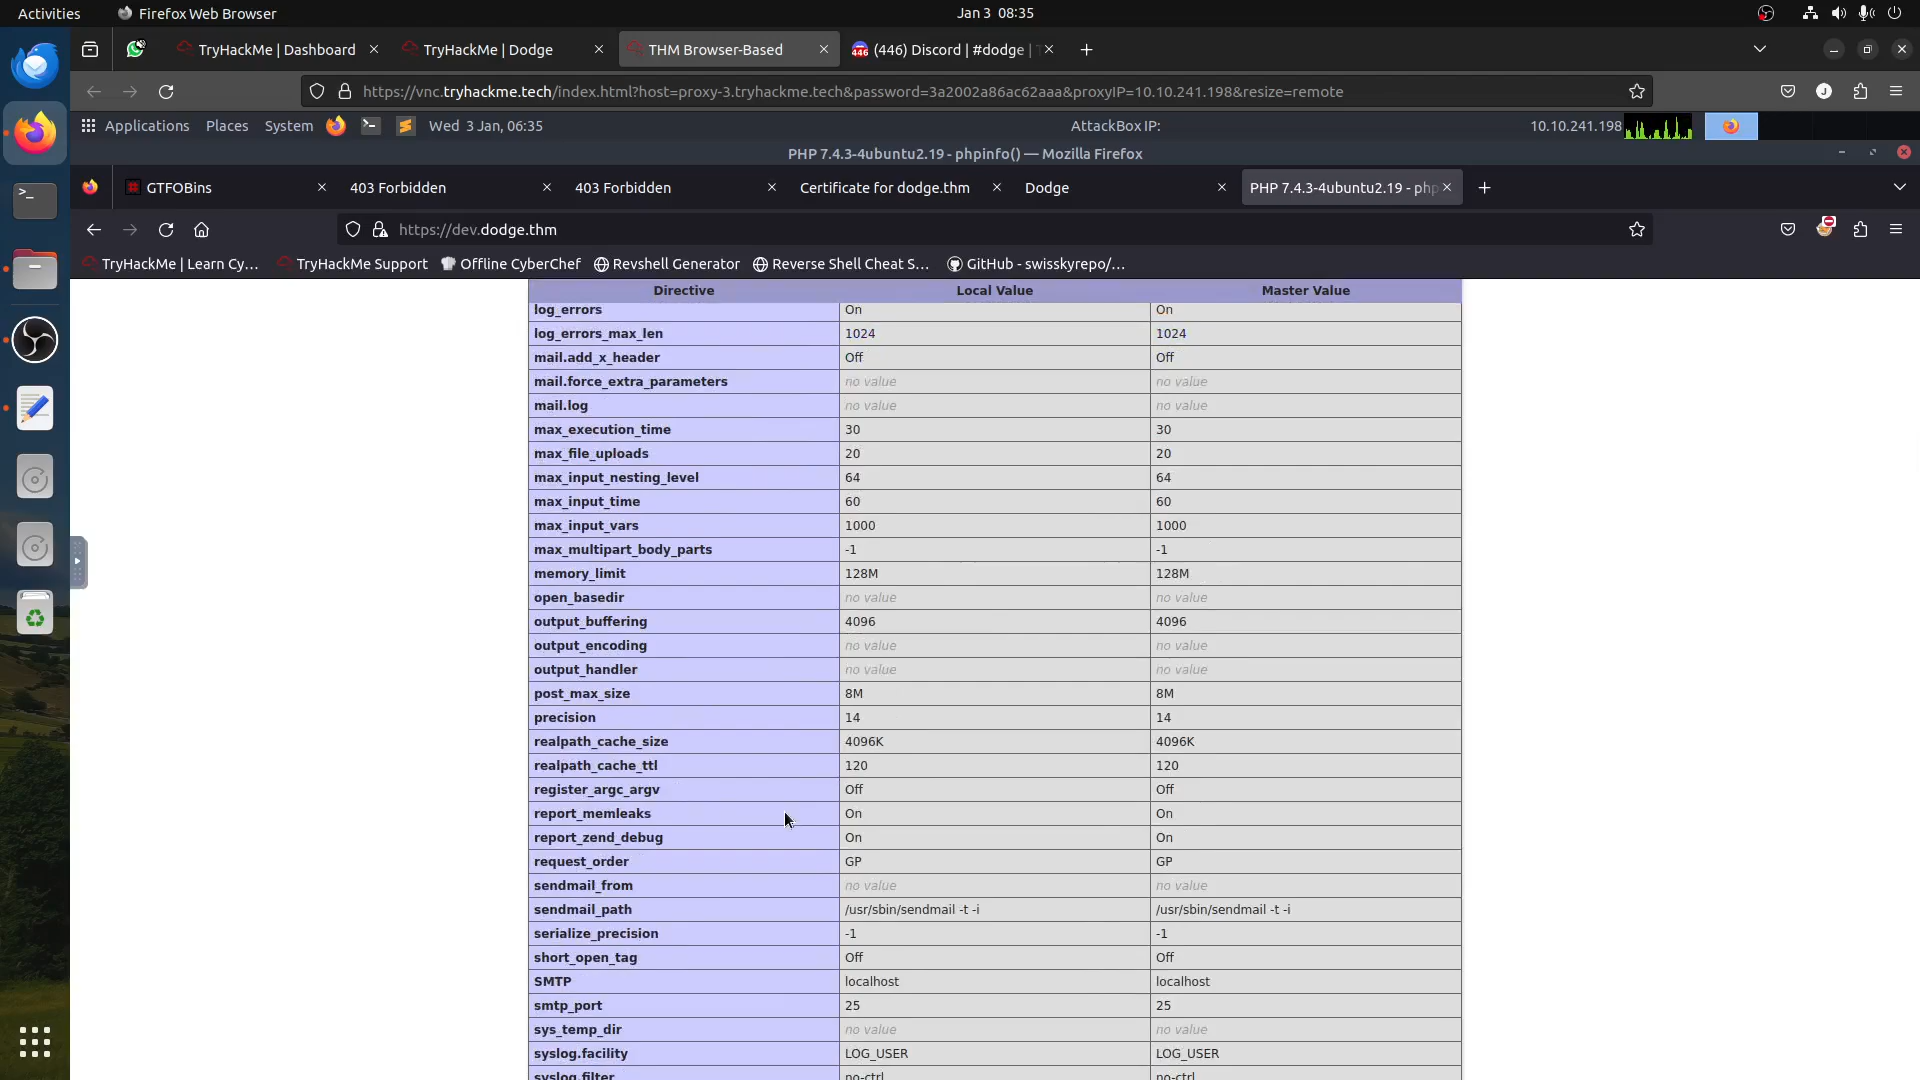 Activities Firefox Web Browser Jan 3 08:35
TryHackMe | Dashboard TryHackMe | Dodge THM Browser-Based (446) Discord | #dodge |
https://vnc.tryhackme.tech/index.html?host=proxy-3.tryhackme.tech&password=3a2002a86ac62aaa&proxyIP=10.10.241.198&resize=remote
Applications Places System Wed 3 Jan, 06:35 AttackBox IP: 10.10.241.198
PHP 7.4.3-4ubuntu2.19 - phpinfo() — Mozilla Firefox
GTFOBins 403 Forbidden 403 Forbidden Certificate for dodge.thm Dodge PHP 7.4.3-4ubuntu2.19 - php
https://dev.dodge.thm
TryHackMe | Learn Cy... TryHackMe Support Offline CyberChef Revshell Generator Reverse Shell Cheat S... GitHub - swisskyrepo/...
Directive Local Value Master Value
log_errors On On
log_errors_max_len 1024 1024
mail.add_x_header Off Off
mail.force_extra_parameters no value no value
mail.log no value no value
max_execution_time 30 30
max_file_uploads 20 20
max_input_nesting_level 64 64
max_input_time 60 60
max_input_vars 1000 1000
max_multipart_body_parts -1 -1
memory_limit 128M 128M
open_basedir no value no value
output_buffering 4096 4096
output_encoding no value no value
output_handler no value no value
post_max_size 8M 8M
precision 14 14
realpath_cache_size 4096K 4096K
realpath_cache_ttl 120 120
register_argc_argv Off Off
report_memleaks On On
report_zend_debug On On
request_order GP GP
sendmail_from no value no value
sendmail_path /usr/sbin/sendmail -t -i /usr/sbin/sendmail -t -i
serialize_precision -1 -1
short_open_tag Off Off
SMTP localhost localhost
smtp_port 25 25
sys_temp_dir no value no value
syslog.facility LOG_USER LOG_USER
syslog.filter no-ctrl no-ctrl